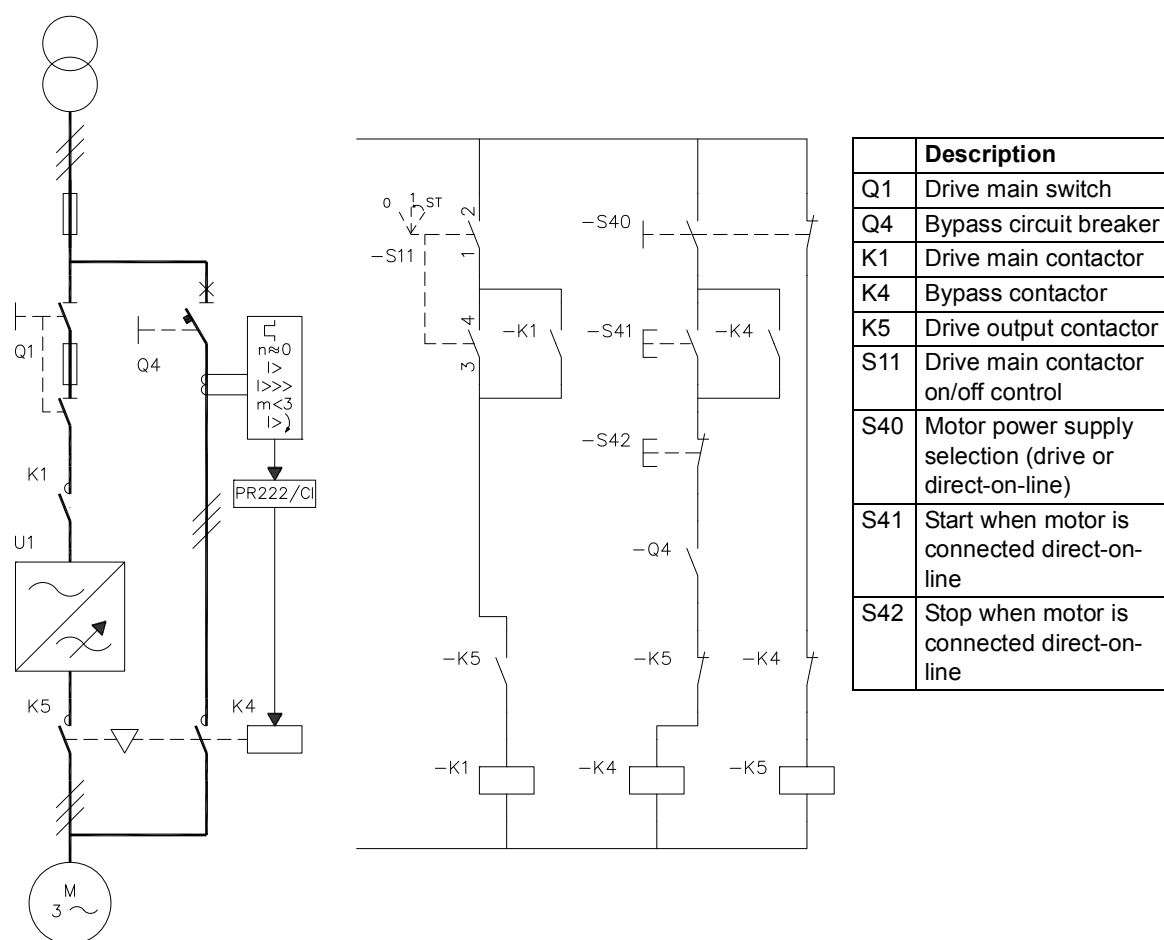 Q1
Q4
n≈0
I>
I>>>
m<3
I>
K1
PR222/CI
U1
K5
K4
M
3
0 1 ST
2
-S11
1
4
3
-K1
-K5
-K1
-S40
-S41
-K4
-S42
-Q4
-K5
-K4
-K4
-K5
Description
Q1 Drive main switch
Q4 Bypass circuit breaker
K1 Drive main contactor
K4 Bypass contactor
K5 Drive output contactor
S11 Drive main contactor
on/off control
S40 Motor power supply
selection (drive or
direct-on-line)
S41 Start when motor is
connected direct-on-
line
S42 Stop when motor is
connected direct-on-
line